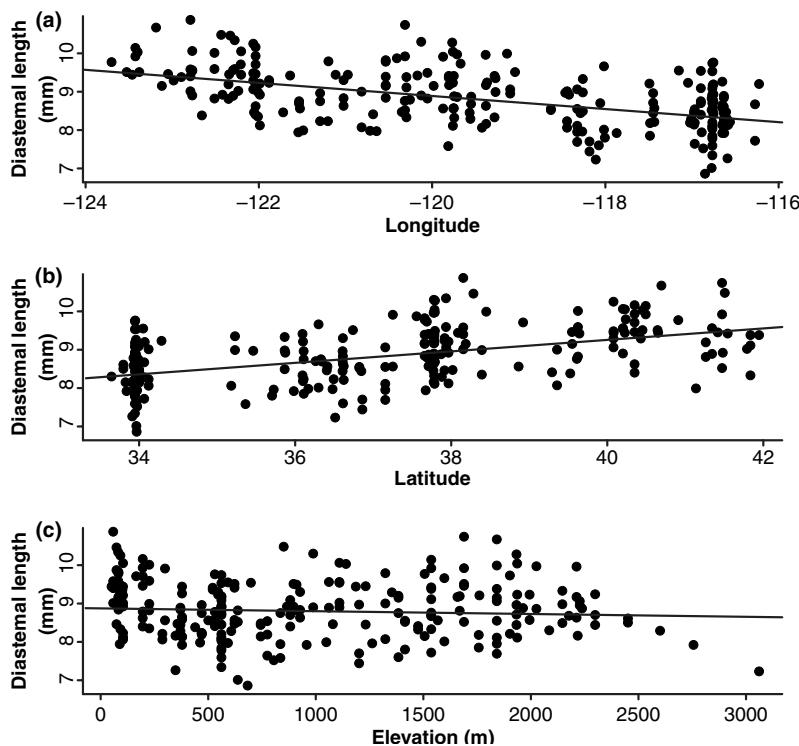 (a)
Diastemal length
(mm)
10
9
8
7
–124
–122
–120
–118
–116
Longitude
(b)
Diastemal length
(mm)
10
9
8
7
34
36
38
40
42
Latitude
(c)
Diastemal length
(mm)
10
9
8
7
0
500
1000
1500
2000
2500
3000
Elevation (m)